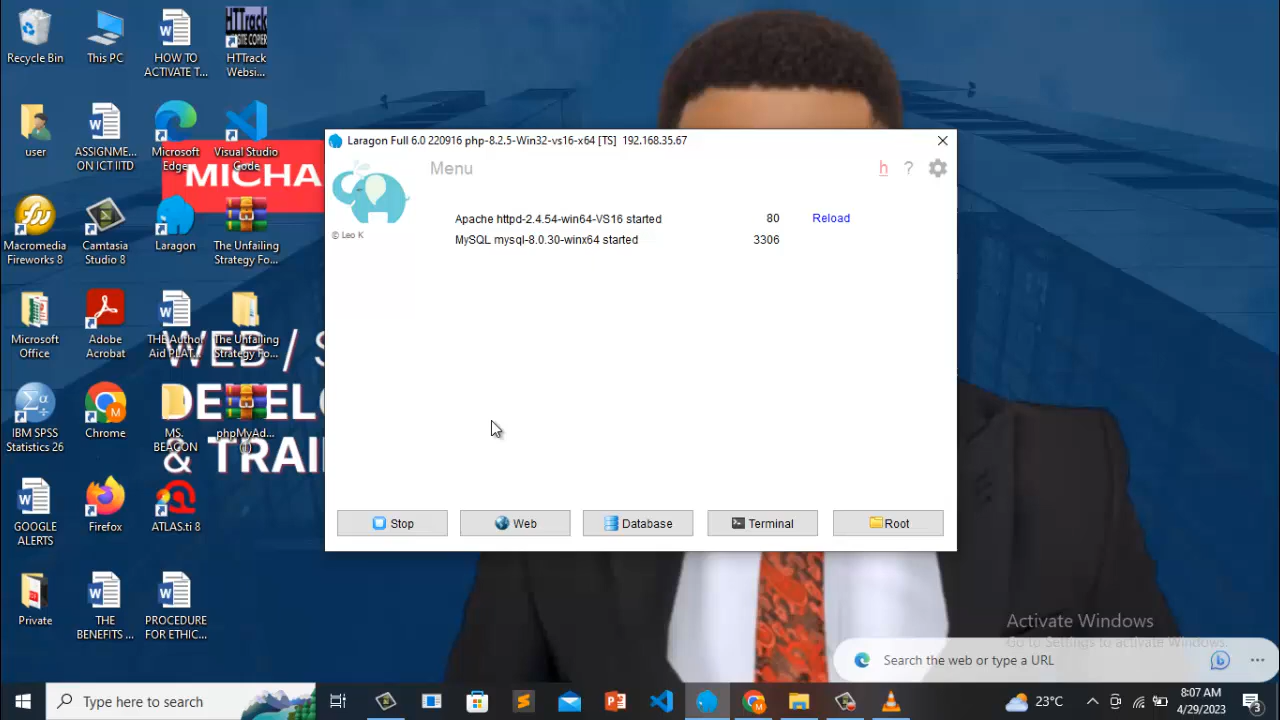 Recycle Bin
This PC
HOW TO
ACTIVATE T...
HTTrack
WEBSITE COPIER
HTTrack
Websi...
user
ASSIGNME...
ON ICT IITD
Microsoft
Edge
Visual Studio
Code
MICHA
Macromedia
Fireworks 8
Camtasia
Studio 8
Laragon
The Unfailing
Strategy Fo...
Microsoft
Office
Adobe
Acrobat
THE Author
Aid PLAT...
The Unfailing
Strategy Fo...
WEB / S
DEVELO
& TRAI
IBM SPSS
Statistics 26
Chrome
MS.
BEACON
phpMyAd...
(1)
GOOGLE
ALERTS
Firefox
ATLAS.ti 8
Private
THE
BENEFITS ...
PROCEDURE
FOR ETHIC...
Laragon Full 6.0 220916 php-8.2.5-Win32-vs16-x64 [TS] 192.168.35.67
Menu
h ?
© Leo K
Apache httpd-2.4.54-win64-VS16 started 80 Reload
MySQL mysql-8.0.30-winx64 started 3306
Stop
Web
Database
Terminal
Root
Activate Windows
Go to Settings to activate Windows.
Search the web or type a URL
Type here to search
23°C
8:07 AM
4/29/2023
3